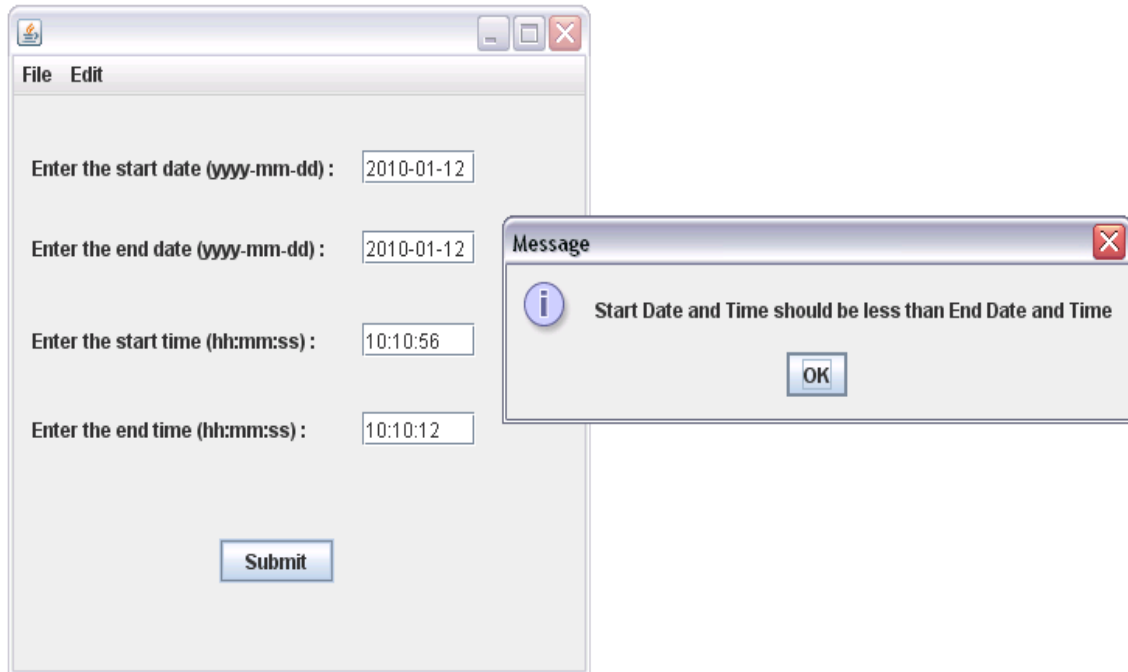 File Edit
Enter the start date (yyyy-mm-dd) : 2010-01-12
Enter the end date (yyyy-mm-dd) : 2010-01-12
Enter the start time (hh:mm:ss) : 10:10:56
Enter the end time (hh:mm:ss) : 10:10:12
Submit
Message
Start Date and Time should be less than End Date and Time
OK